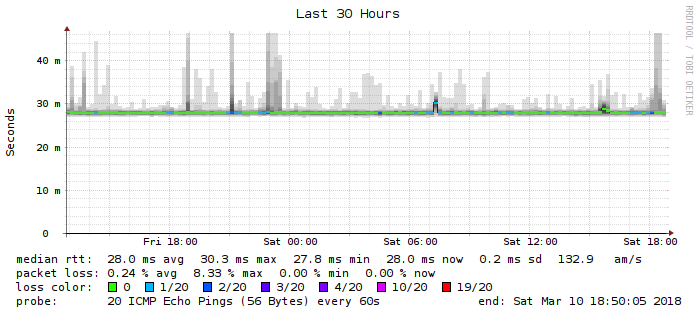 Last 30 Hours
RRDTOOL / TOBI OETIKER
Seconds
40 m
30 m
20 m
10 m
0
Fri 18:00 Sat 00:00 Sat 06:00 Sat 12:00 Sat 18:00
median rtt: 28.0 ms avg 30.3 ms max 27.8 ms min 28.0 ms now 0.2 ms sd 132.9 am/s
packet loss: 0.24 % avg 8.33 % max 0.00 % min 0.00 % now
loss color: 0 1/20 2/20 3/20 4/20 10/20 19/20
probe: 20 ICMP Echo Pings (56 Bytes) every 60s end: Sat Mar 10 18:50:05 2018